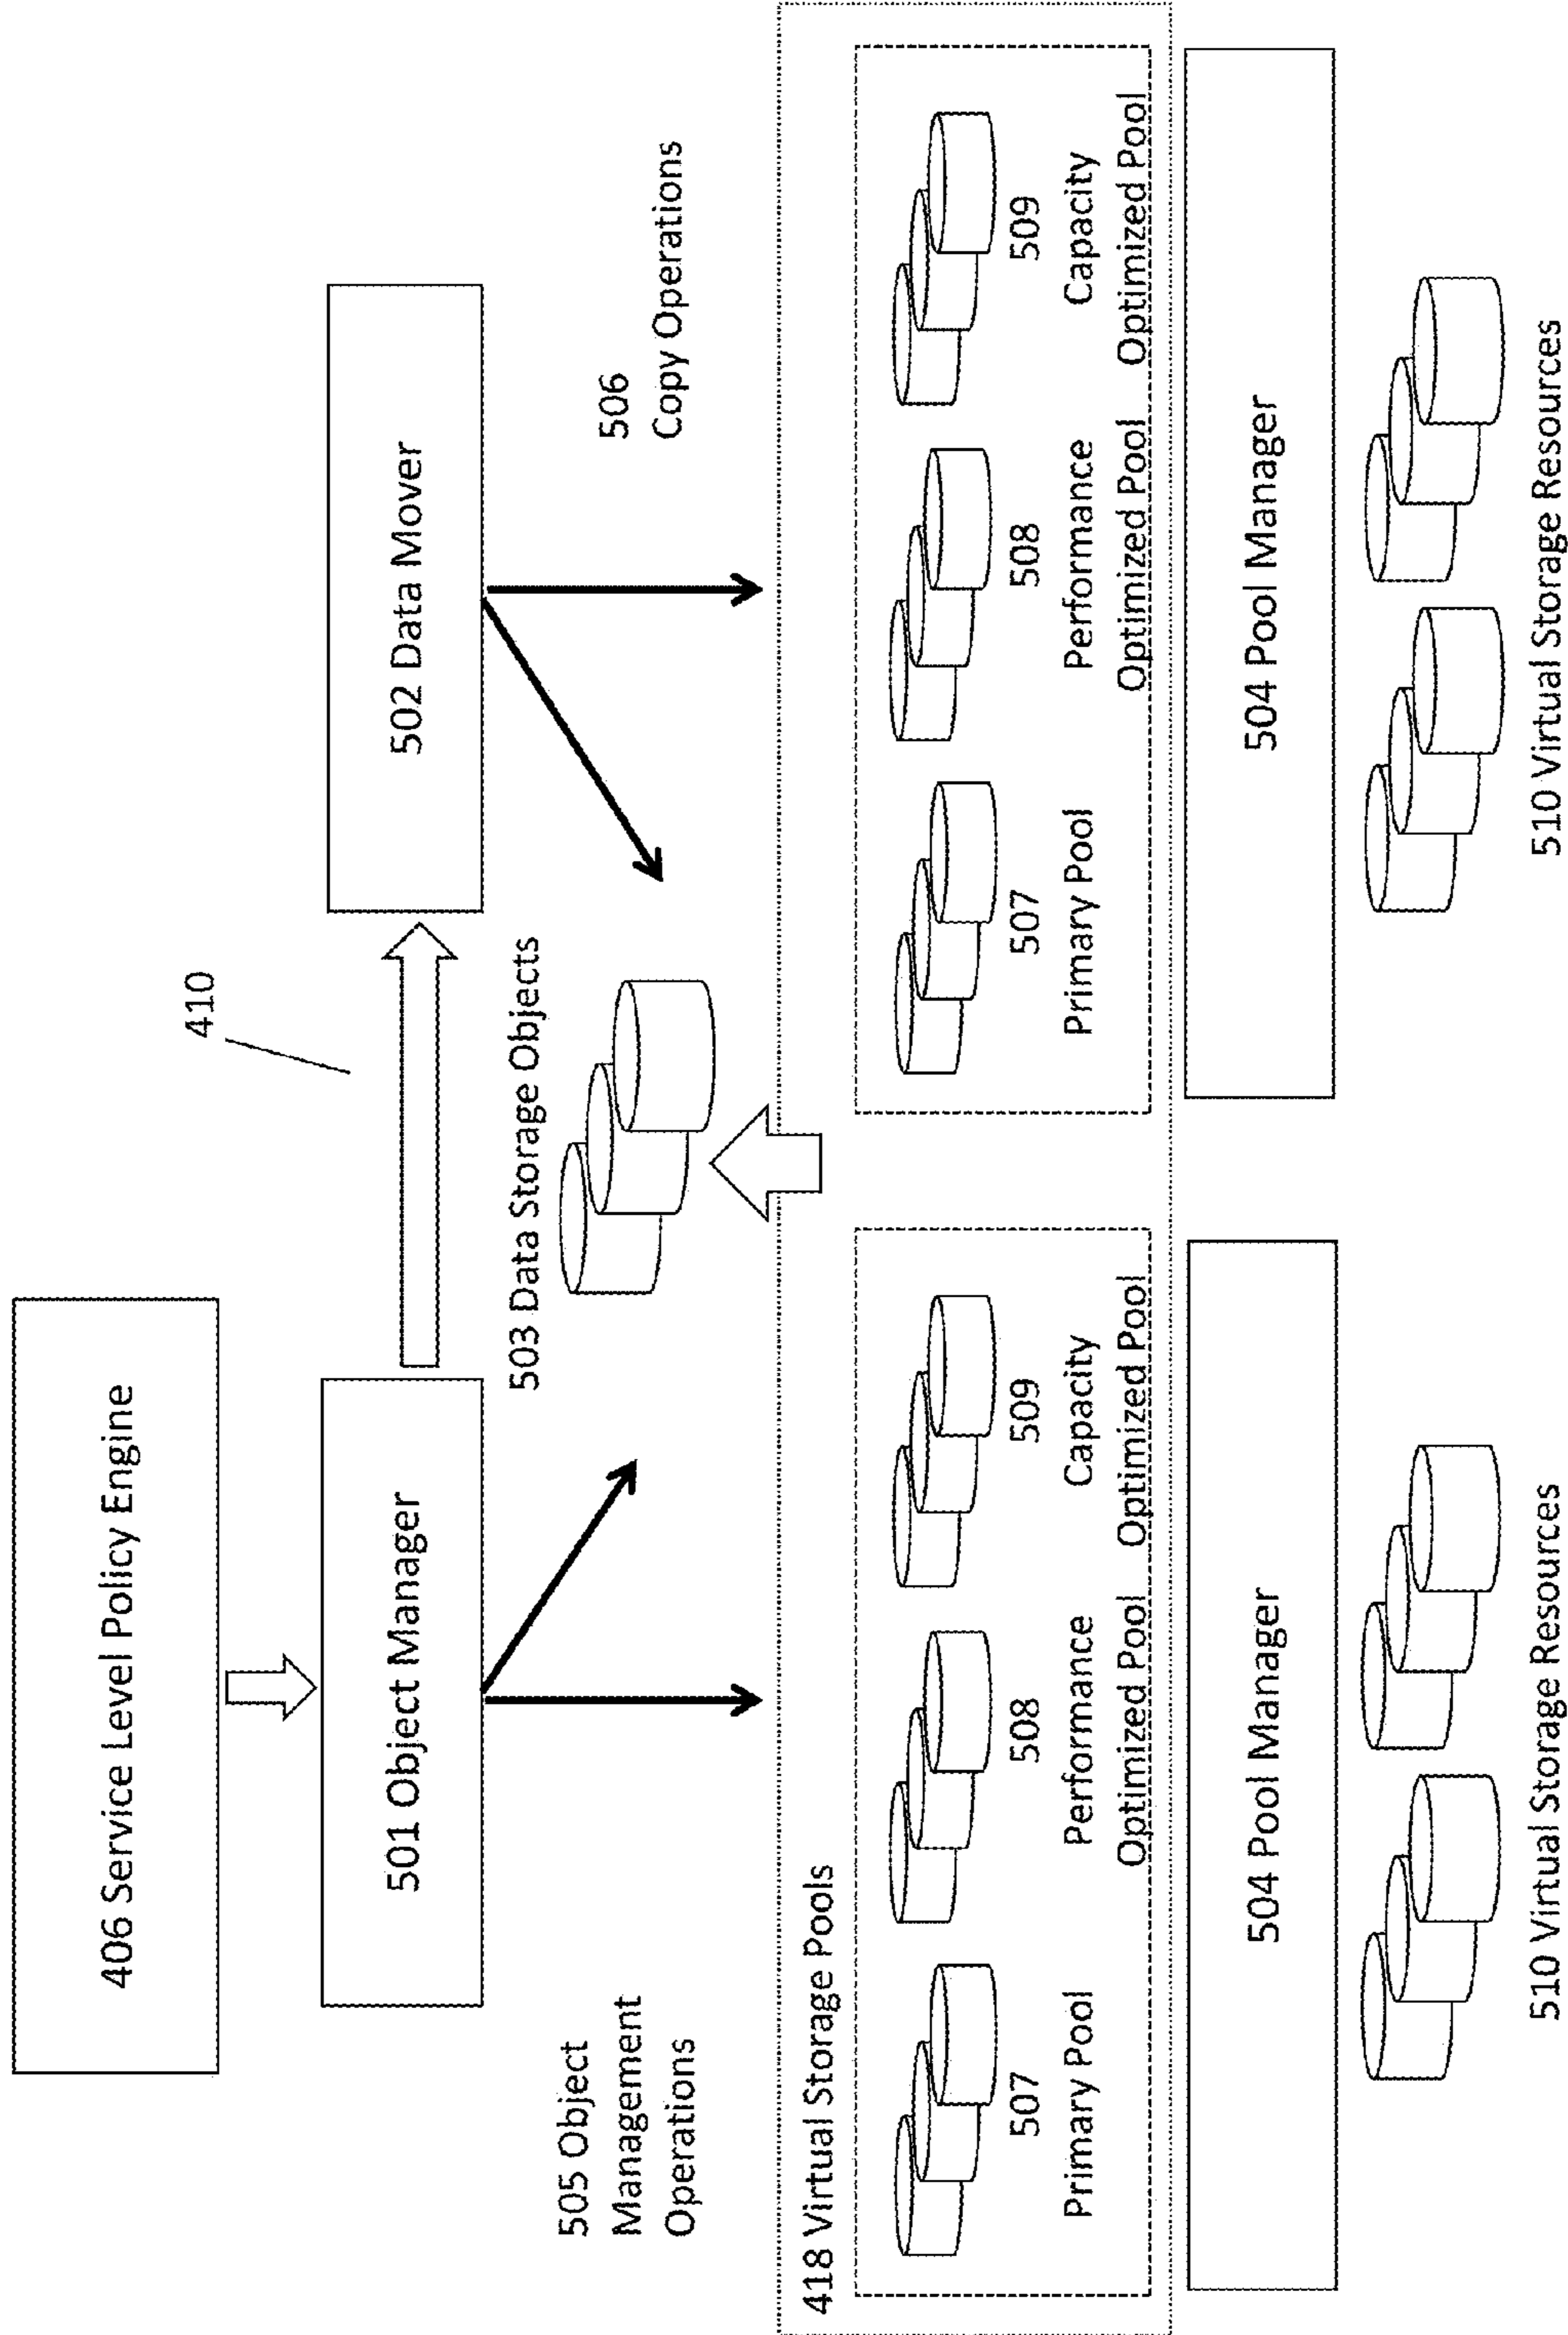 406 Service Level Policy Engine
410
501 Object Manager
502 Data Mover
503 Data Storage Objects
505 Object
Management
Operations
506
Copy Operations
418 Virtual Storage Pools
507
Primary Pool
508
Performance
Optimized Pool
509
Capacity
Optimized Pool
507
Primary Pool
508
Performance
Optimized Pool
509
Capacity
Optimized Pool
504 Pool Manager
504 Pool Manager
510 Virtual Storage Resources
510 Virtual Storage Resources